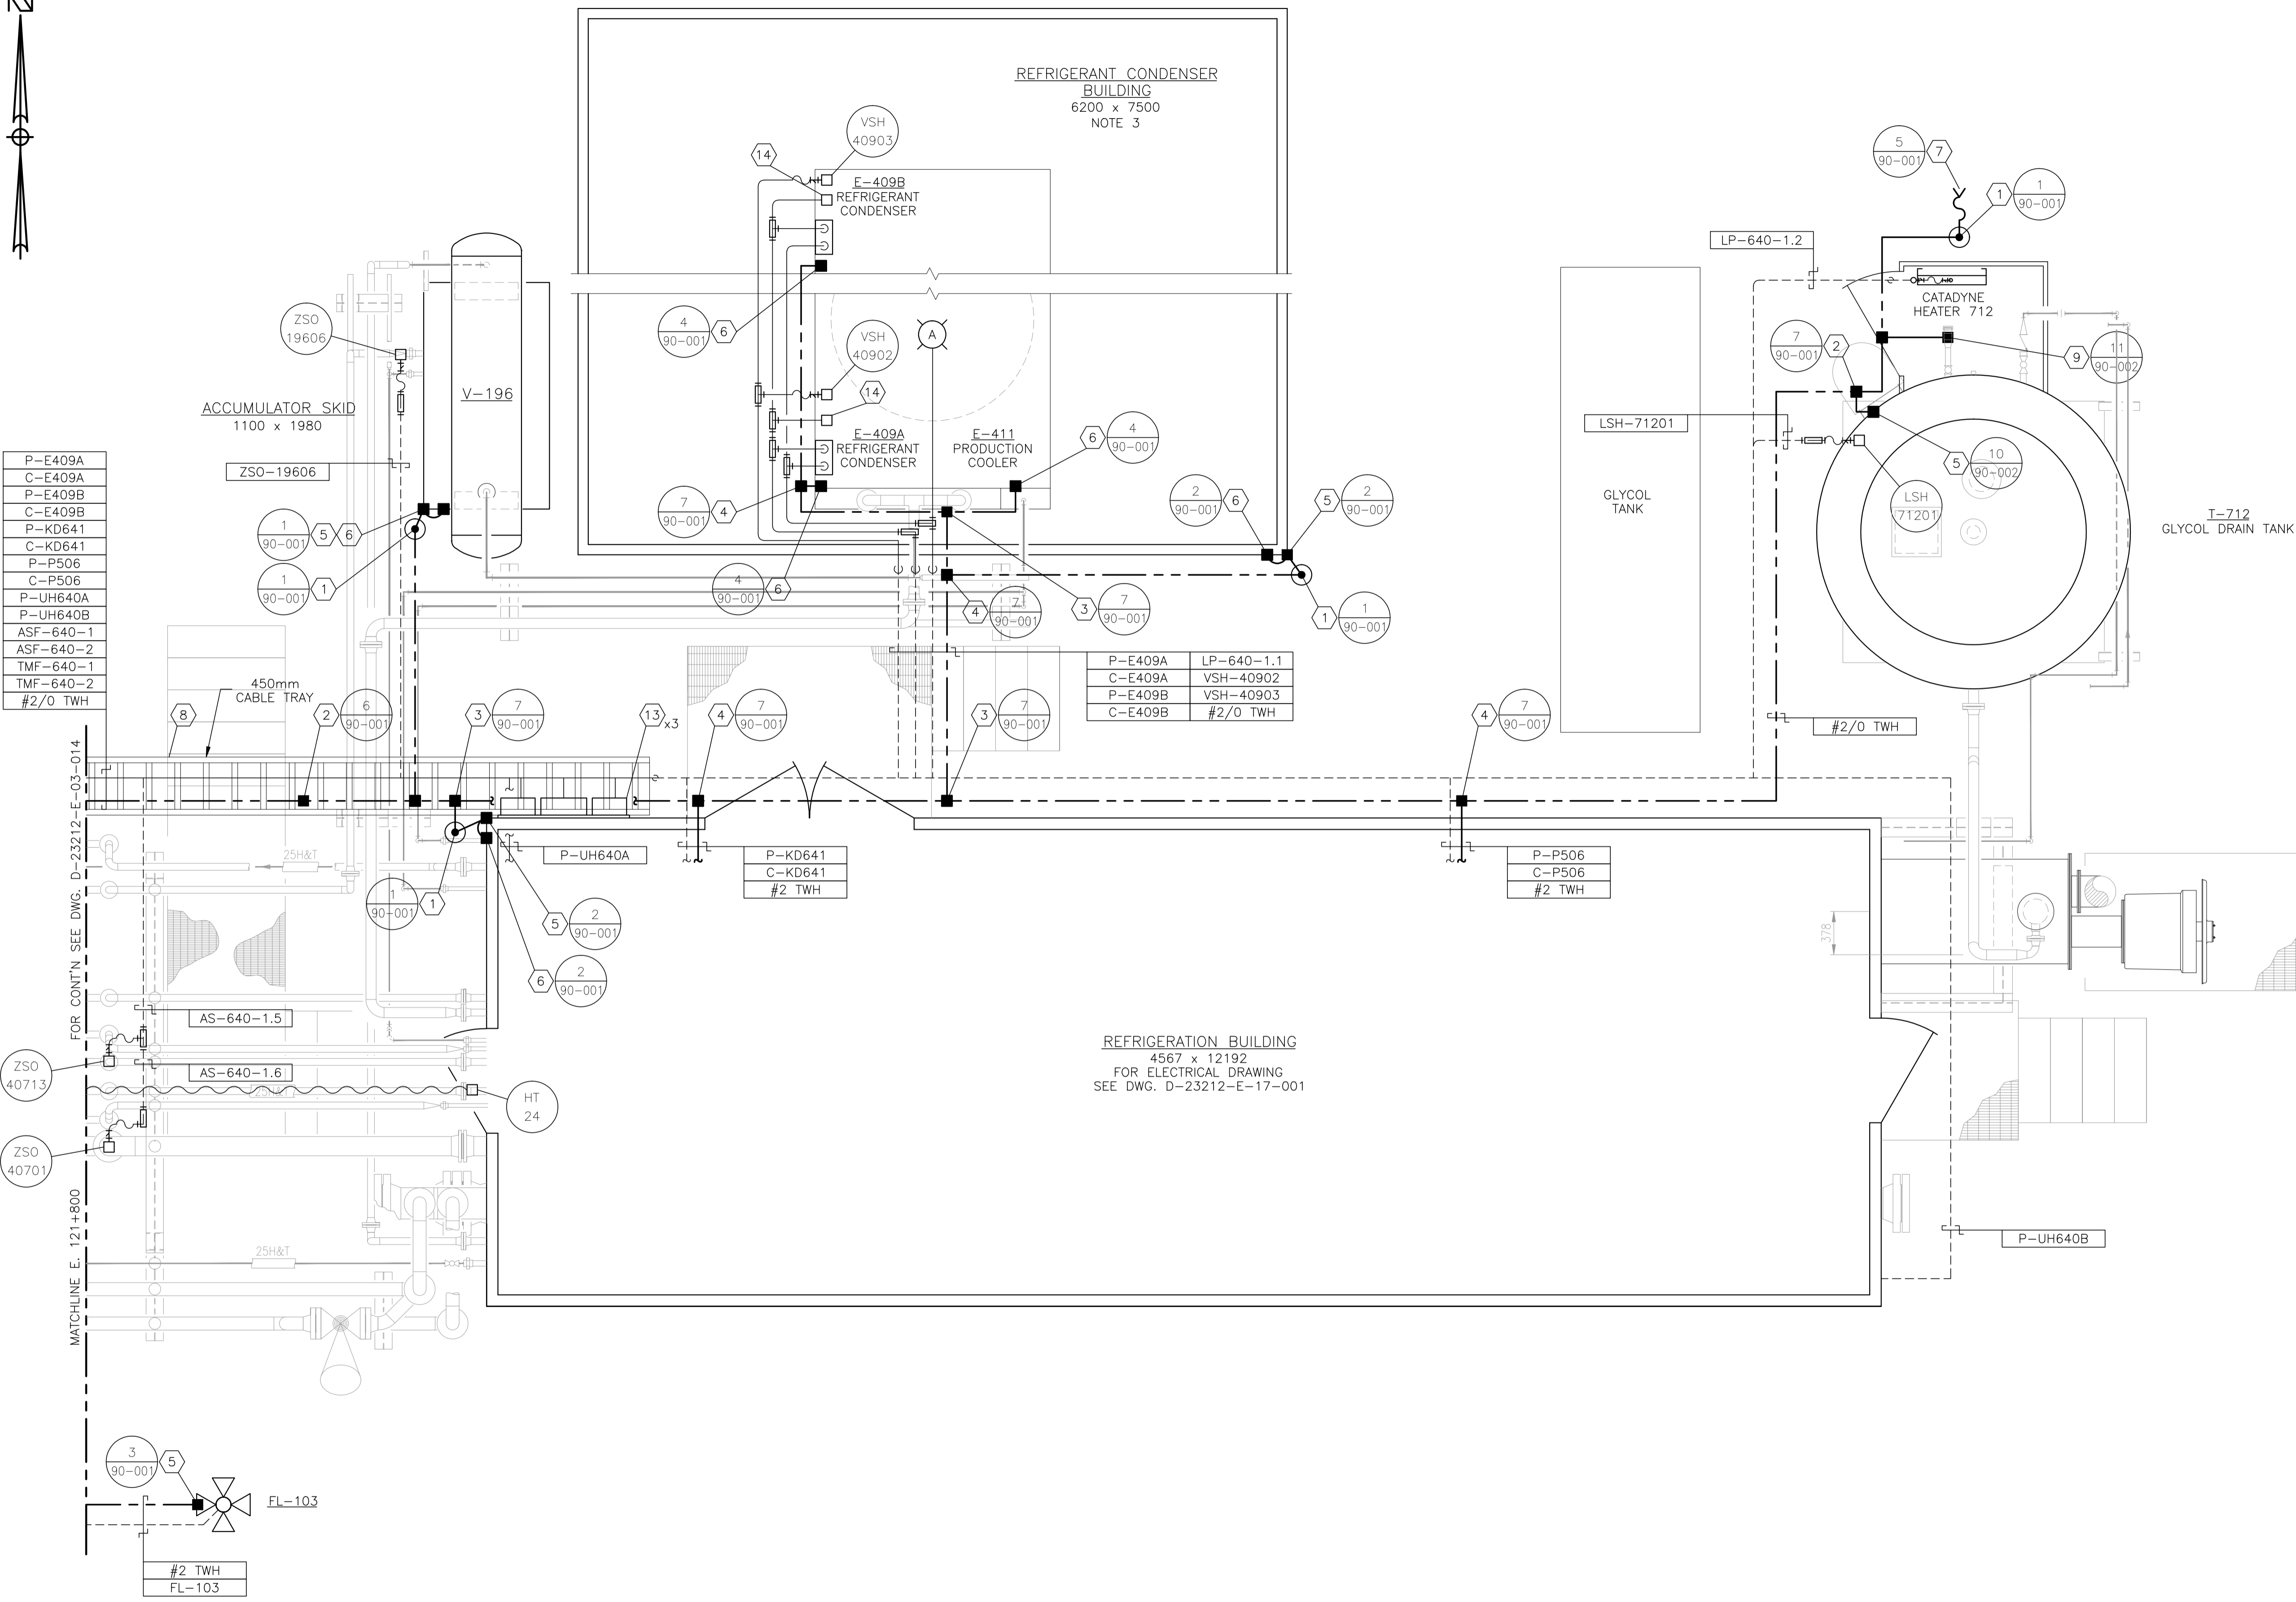 REFRIGERANT CONDENSER
BUILDING
6200 x 7500
NOTE 3
VSH
40903
14
E-409B
REFRIGERANT
CONDENSER
5
90-001
7
1
1
90-001
LP-640-1.2
CATADYNE
HEATER 712
ZSO
19606
V-196
4
90-001
6
VSH
40902
A
14
7
90-001
2
9
11
90-002
ACCUMULATOR SKID
1100 x 1980
ZSO-19606
E-409A
REFRIGERANT
CONDENSER
E-411
PRODUCTION
COOLER
6
4
90-001
LSH-71201
5
10
90-002
LSH
71201
GLYCOL
TANK
T-712
GLYCOL DRAIN TANK
P-E409A
C-E409A
P-E409B
C-E409B
P-KD641
C-KD641
P-P506
C-P506
P-UH640A
P-UH640B
ASF-640-1
ASF-640-2
TMF-640-1
TMF-640-2
#2/0 TWH
1
90-001
5
6
1
90-001
1
7
90-001
4
2
90-001
6
5
2
90-001
4
90-001
6
4
7
90-001
3
7
90-001
1
1
90-001
P-E409A
LP-640-1.1
C-E409A
VSH-40902
P-E409B
VSH-40903
C-E409B
#2/0 TWH
450mm
CABLE TRAY
8
2
6
90-001
3
7
90-001
13
x3
4
7
90-001
3
7
90-001
4
7
90-001
#2/0 TWH
FOR CONT'N SEE DWG. D-23212-E-03-014
MATCHLINE E. 121+800
25H&T
P-UH640A
P-KD641
C-KD641
#2 TWH
P-P506
C-P506
#2 TWH
1
90-001
1
5
2
90-001
6
2
90-001
378
AS-640-1.5
ZSO
40713
AS-640-1.6
25H&T
HT
24
ZSO
40701
REFRIGERATION BUILDING
4567 x 12192
FOR ELECTRICAL DRAWING
SEE DWG. D-23212-E-17-001
25H&T
P-UH640B
3
90-001
5
FL-103
#2 TWH
FL-103